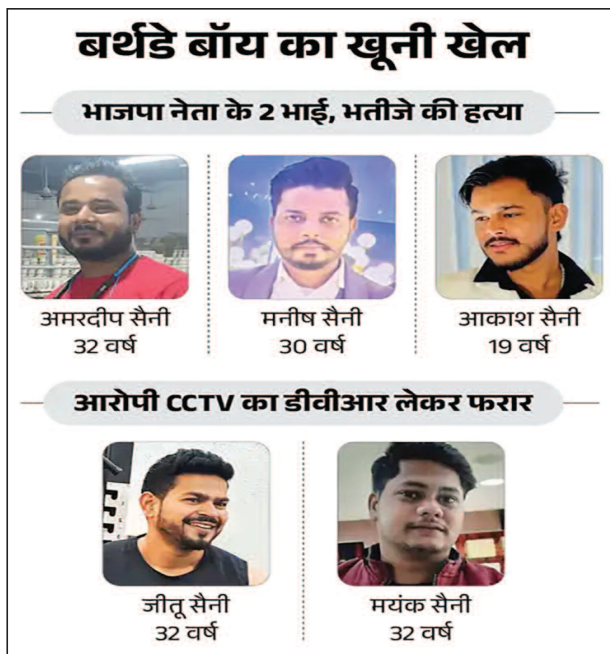 बर्थडे बॉय का खूनी खेल
भाजपा नेता के 2 भाई, भतीजे की हत्या
अमरदीप सैनी
32 वर्ष
मनीष सैनी
30 वर्ष
आकाश सैनी
19 वर्ष
आरोपी CCTV का डीवीआर लेकर फरार
जीतू सैनी
32 वर्ष
मयंक सैनी
32 वर्ष